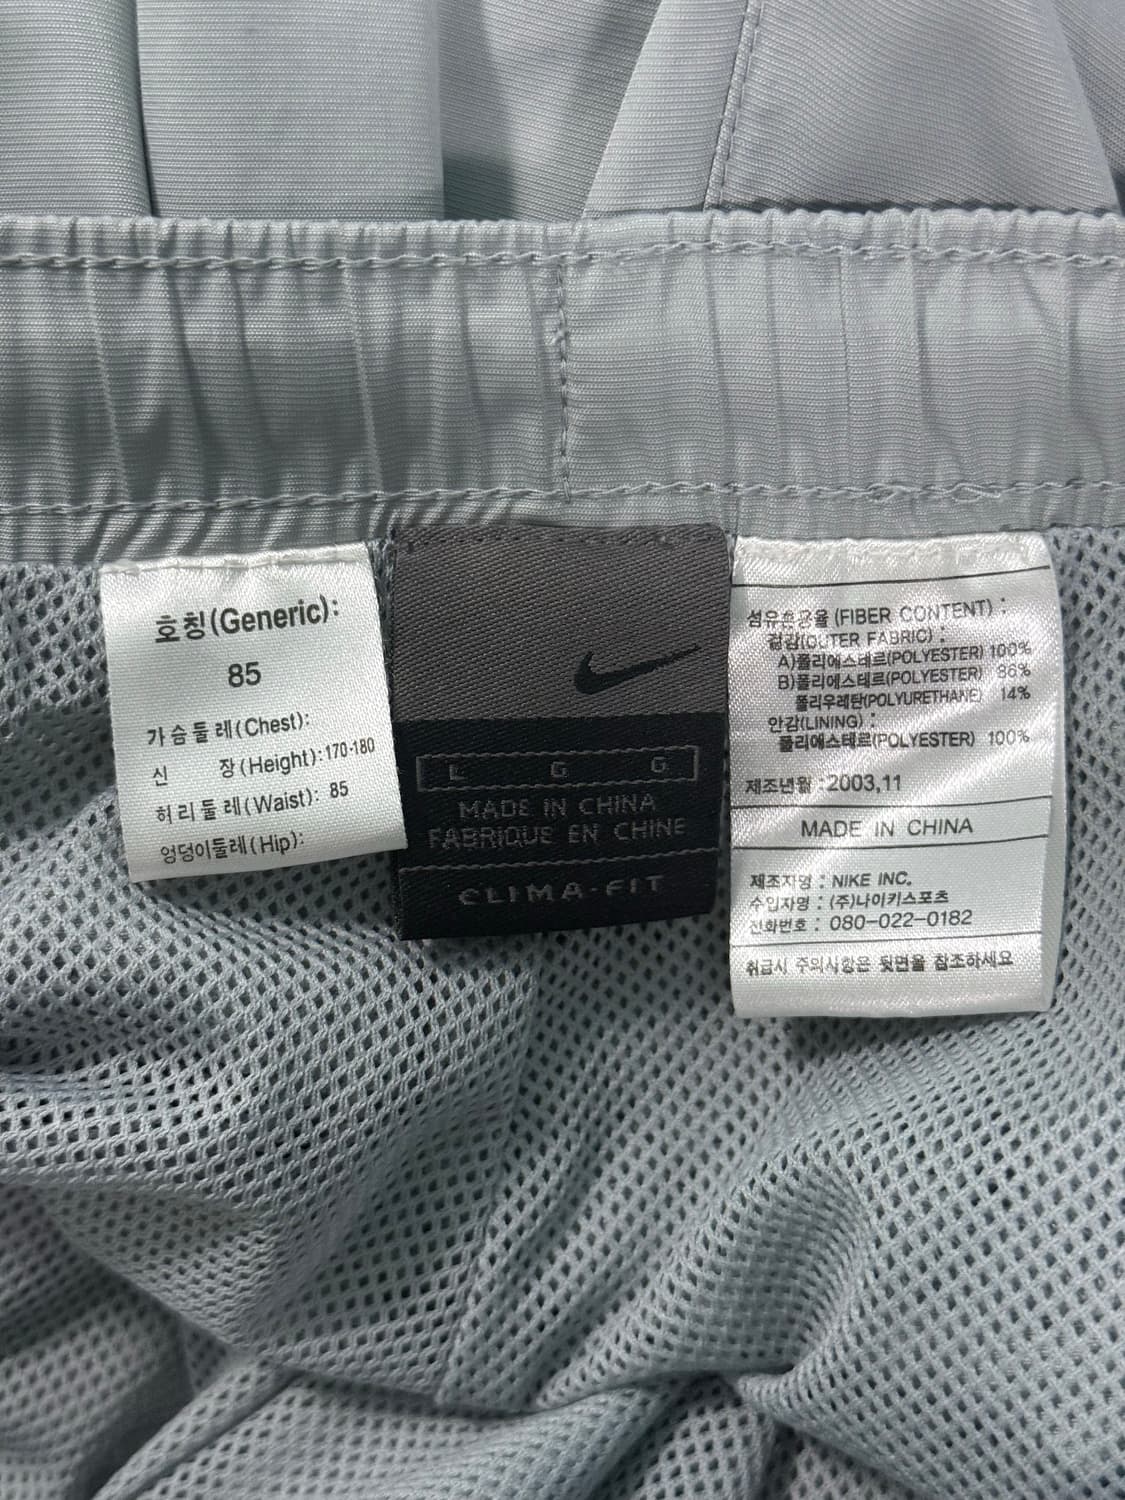 호칭(Generic):
85
가슴둘레(Chest):
신 장(Height):170-180
허리둘레(Waist): 85
엉덩이둘레(Hip):
L G G
MADE IN CHINA
FABRIQUE EN CHINE
CLIMA-FIT
섬유혼용율 (FIBER CONTENT) :
겉감(OUTER FABRIC) :
A)폴리에스테르(POLYESTER) 100%
B)폴리에스테르(POLYESTER) 86%
폴리우레탄(POLYURETHANE) 14%
안감(LINING) :
폴리에스테르(POLYESTER) 100%
제조년월 : 2003,11
MADE IN CHINA
제조자명 : NIKE INC.
수입자명 : (주)나이키스포츠
전화번호 : 080-022-0182
취급시 주의사항은 뒷면을 참조하세요